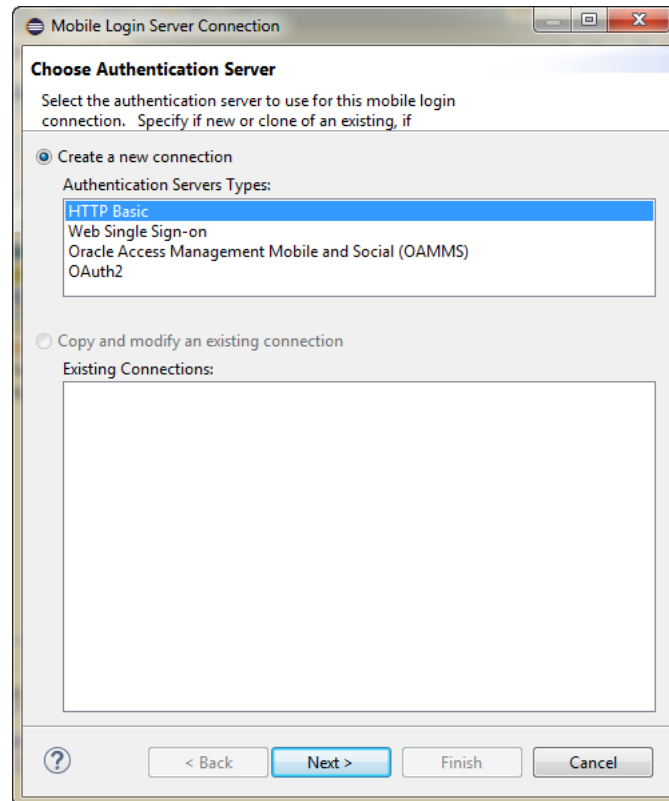 Mobile Login Server Connection
Choose Authentication Server
Select the authentication server to use for this mobile login
connection. Specify if new or clone of an existing, if
Create a new connection
Authentication Servers Types:
HTTP Basic
Web Single Sign-on
Oracle Access Management Mobile and Social (OAMMS)
OAuth2
Copy and modify an existing connection
Existing Connections:
< Back Next > Finish Cancel